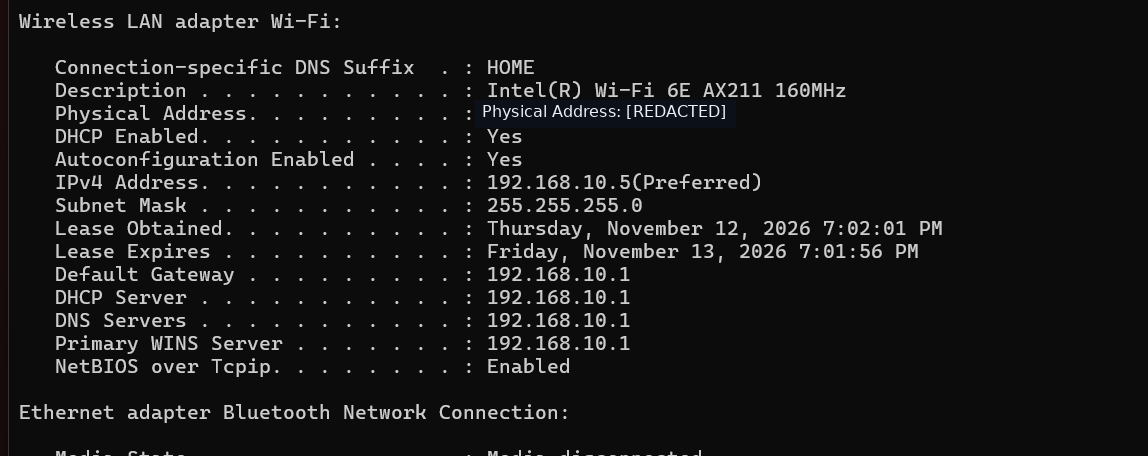 Wireless LAN adapter Wi-Fi:
Connection-specific DNS Suffix  . : HOME
Description . . . . . . . . . . . : Intel(R) Wi-Fi 6E AX211 160MHz
Physical Address. . . . . . . . . : Physical Address: [REDACTED]
DHCP Enabled. . . . . . . . . . . : Yes
Autoconfiguration Enabled . . . . : Yes
IPv4 Address. . . . . . . . . . . : 192.168.10.5(Preferred)
Subnet Mask . . . . . . . . . . . : 255.255.255.0
Lease Obtained. . . . . . . . . . : Thursday, November 12, 2026 7:02:01 PM
Lease Expires . . . . . . . . . . : Friday, November 13, 2026 7:01:56 PM
Default Gateway . . . . . . . . . : 192.168.10.1
DHCP Server . . . . . . . . . . . : 192.168.10.1
DNS Servers . . . . . . . . . . . : 192.168.10.1
Primary WINS Server . . . . . . . : 192.168.10.1
NetBIOS over Tcpip. . . . . . . . : Enabled
Ethernet adapter Bluetooth Network Connection:
Media State . . . . . . . . . . . : Media disconnected